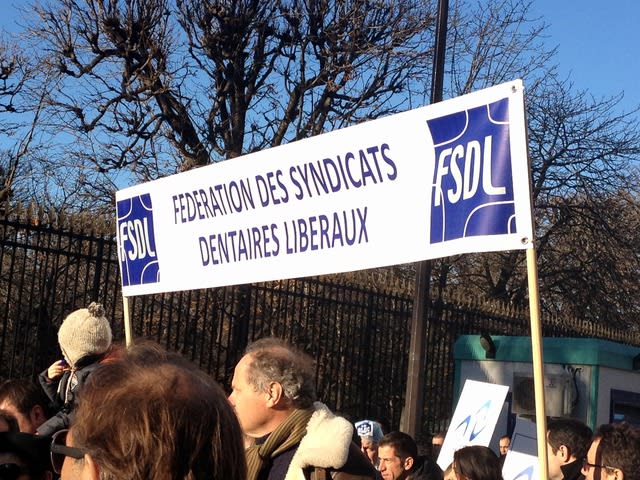 FSDL
FEDERATION DES SYNDICATS
DENTAIRES LIBERAUX
FSDL